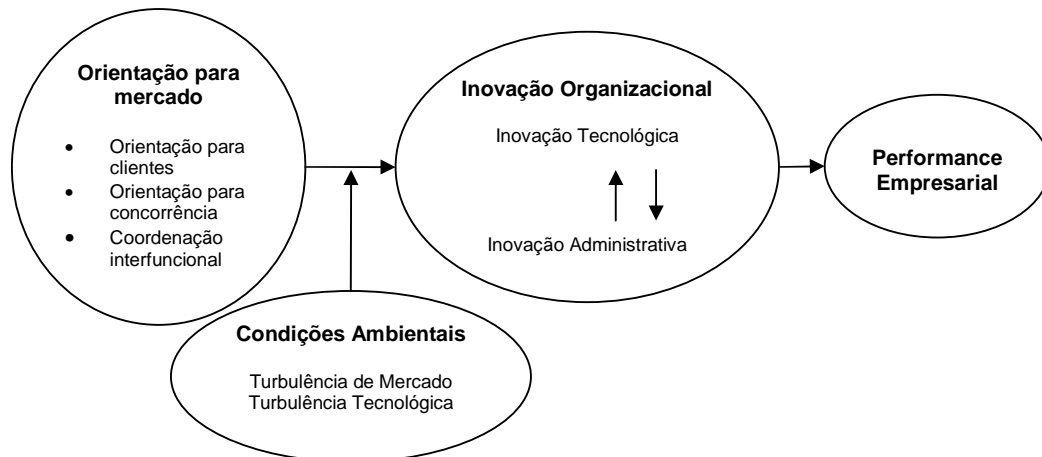 Orientação para
mercado
• Orientação para
clientes
• Orientação para
concorrência
• Coordenação
interfuncional
Inovação Organizacional
Inovação Tecnológica
Inovação Administrativa
Performance
Empresarial
Condições Ambientais
Turbulência de Mercado
Turbulência Tecnológica